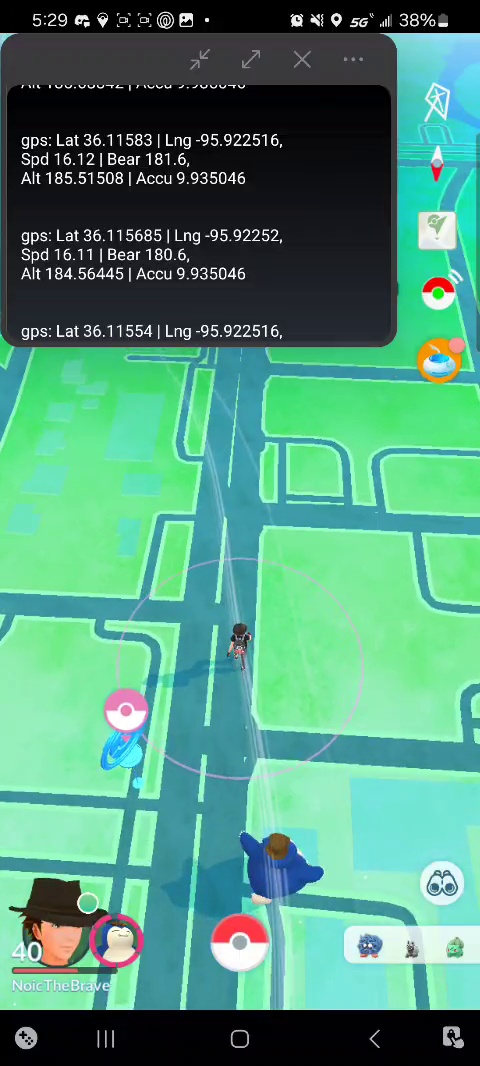 5:29
5G
38%
gps: Lat 36.11583 | Lng -95.922516,
Spd 16.12 | Bear 181.6,
Alt 185.51508 | Accu 9.935046
gps: Lat 36.115685 | Lng -95.92252,
Spd 16.11 | Bear 180.6,
Alt 184.56445 | Accu 9.935046
gps: Lat 36.11554 | Lng -95.922516,
40
NoicTheBrave